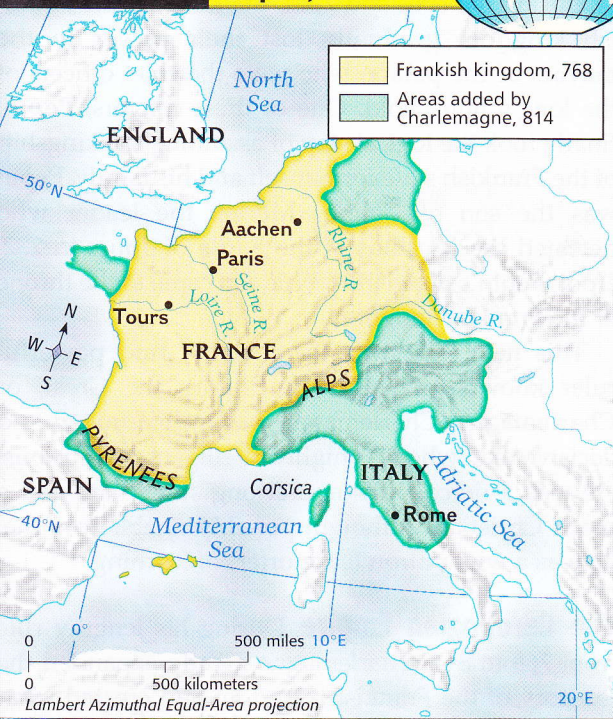 Frankish kingdom, 768
Areas added by
Charlemagne, 814
North
Sea
ENGLAND
50°N
Aachen
Paris
Rhine R.
Seine R.
Loire R.
Tours
Danube R.
N
W
E
S
FRANCE
ALPS
PYRENEES
SPAIN
Corsica
ITALY
Adriatic Sea
Rome
40°N
Mediterranean
Sea
0°
10°E
20°E
0 500 miles
0 500 kilometers
Lambert Azimuthal Equal-Area projection